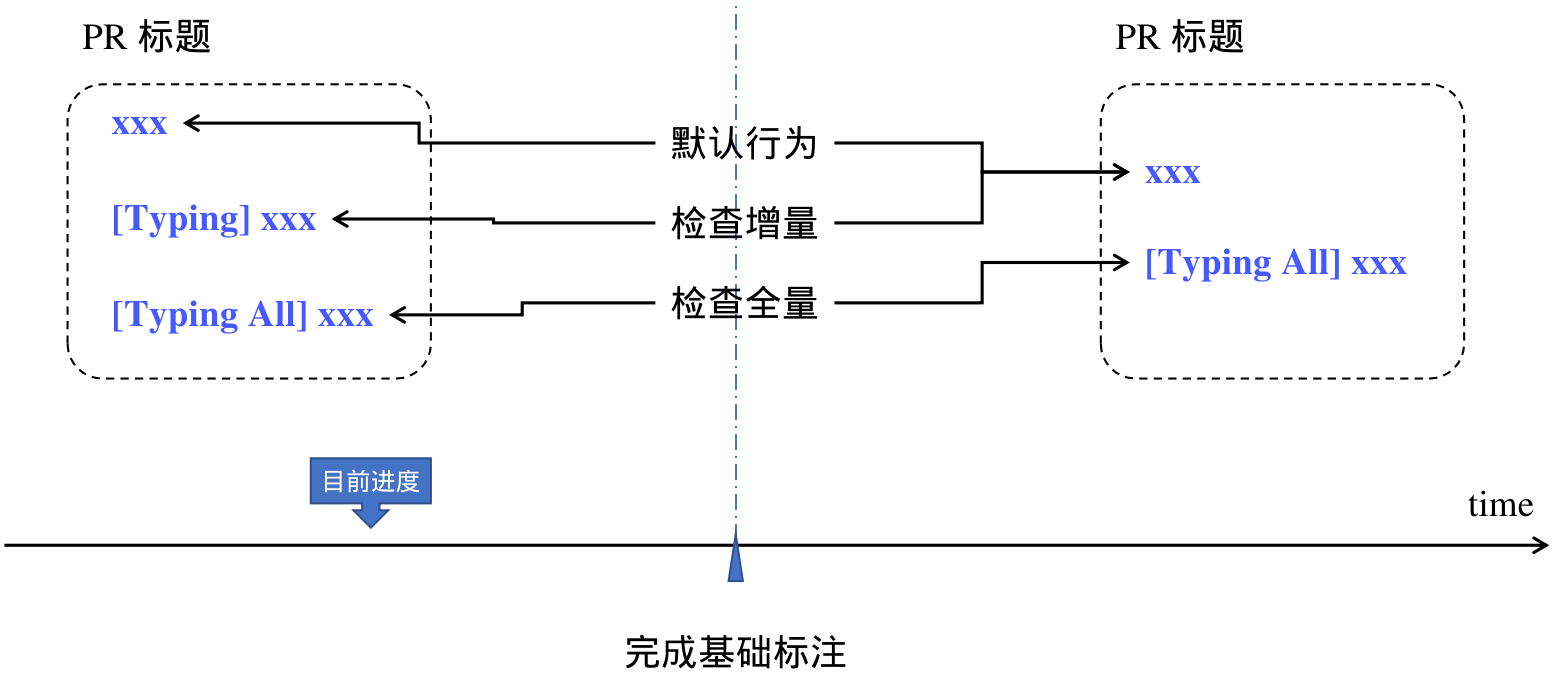 PR 标题
PR 标题
xxx
默认行为
xxx
[Typing] xxx
检查增量
[Typing All] xxx
[Typing All] xxx
检查全量
目前进度
time
完成基础标注